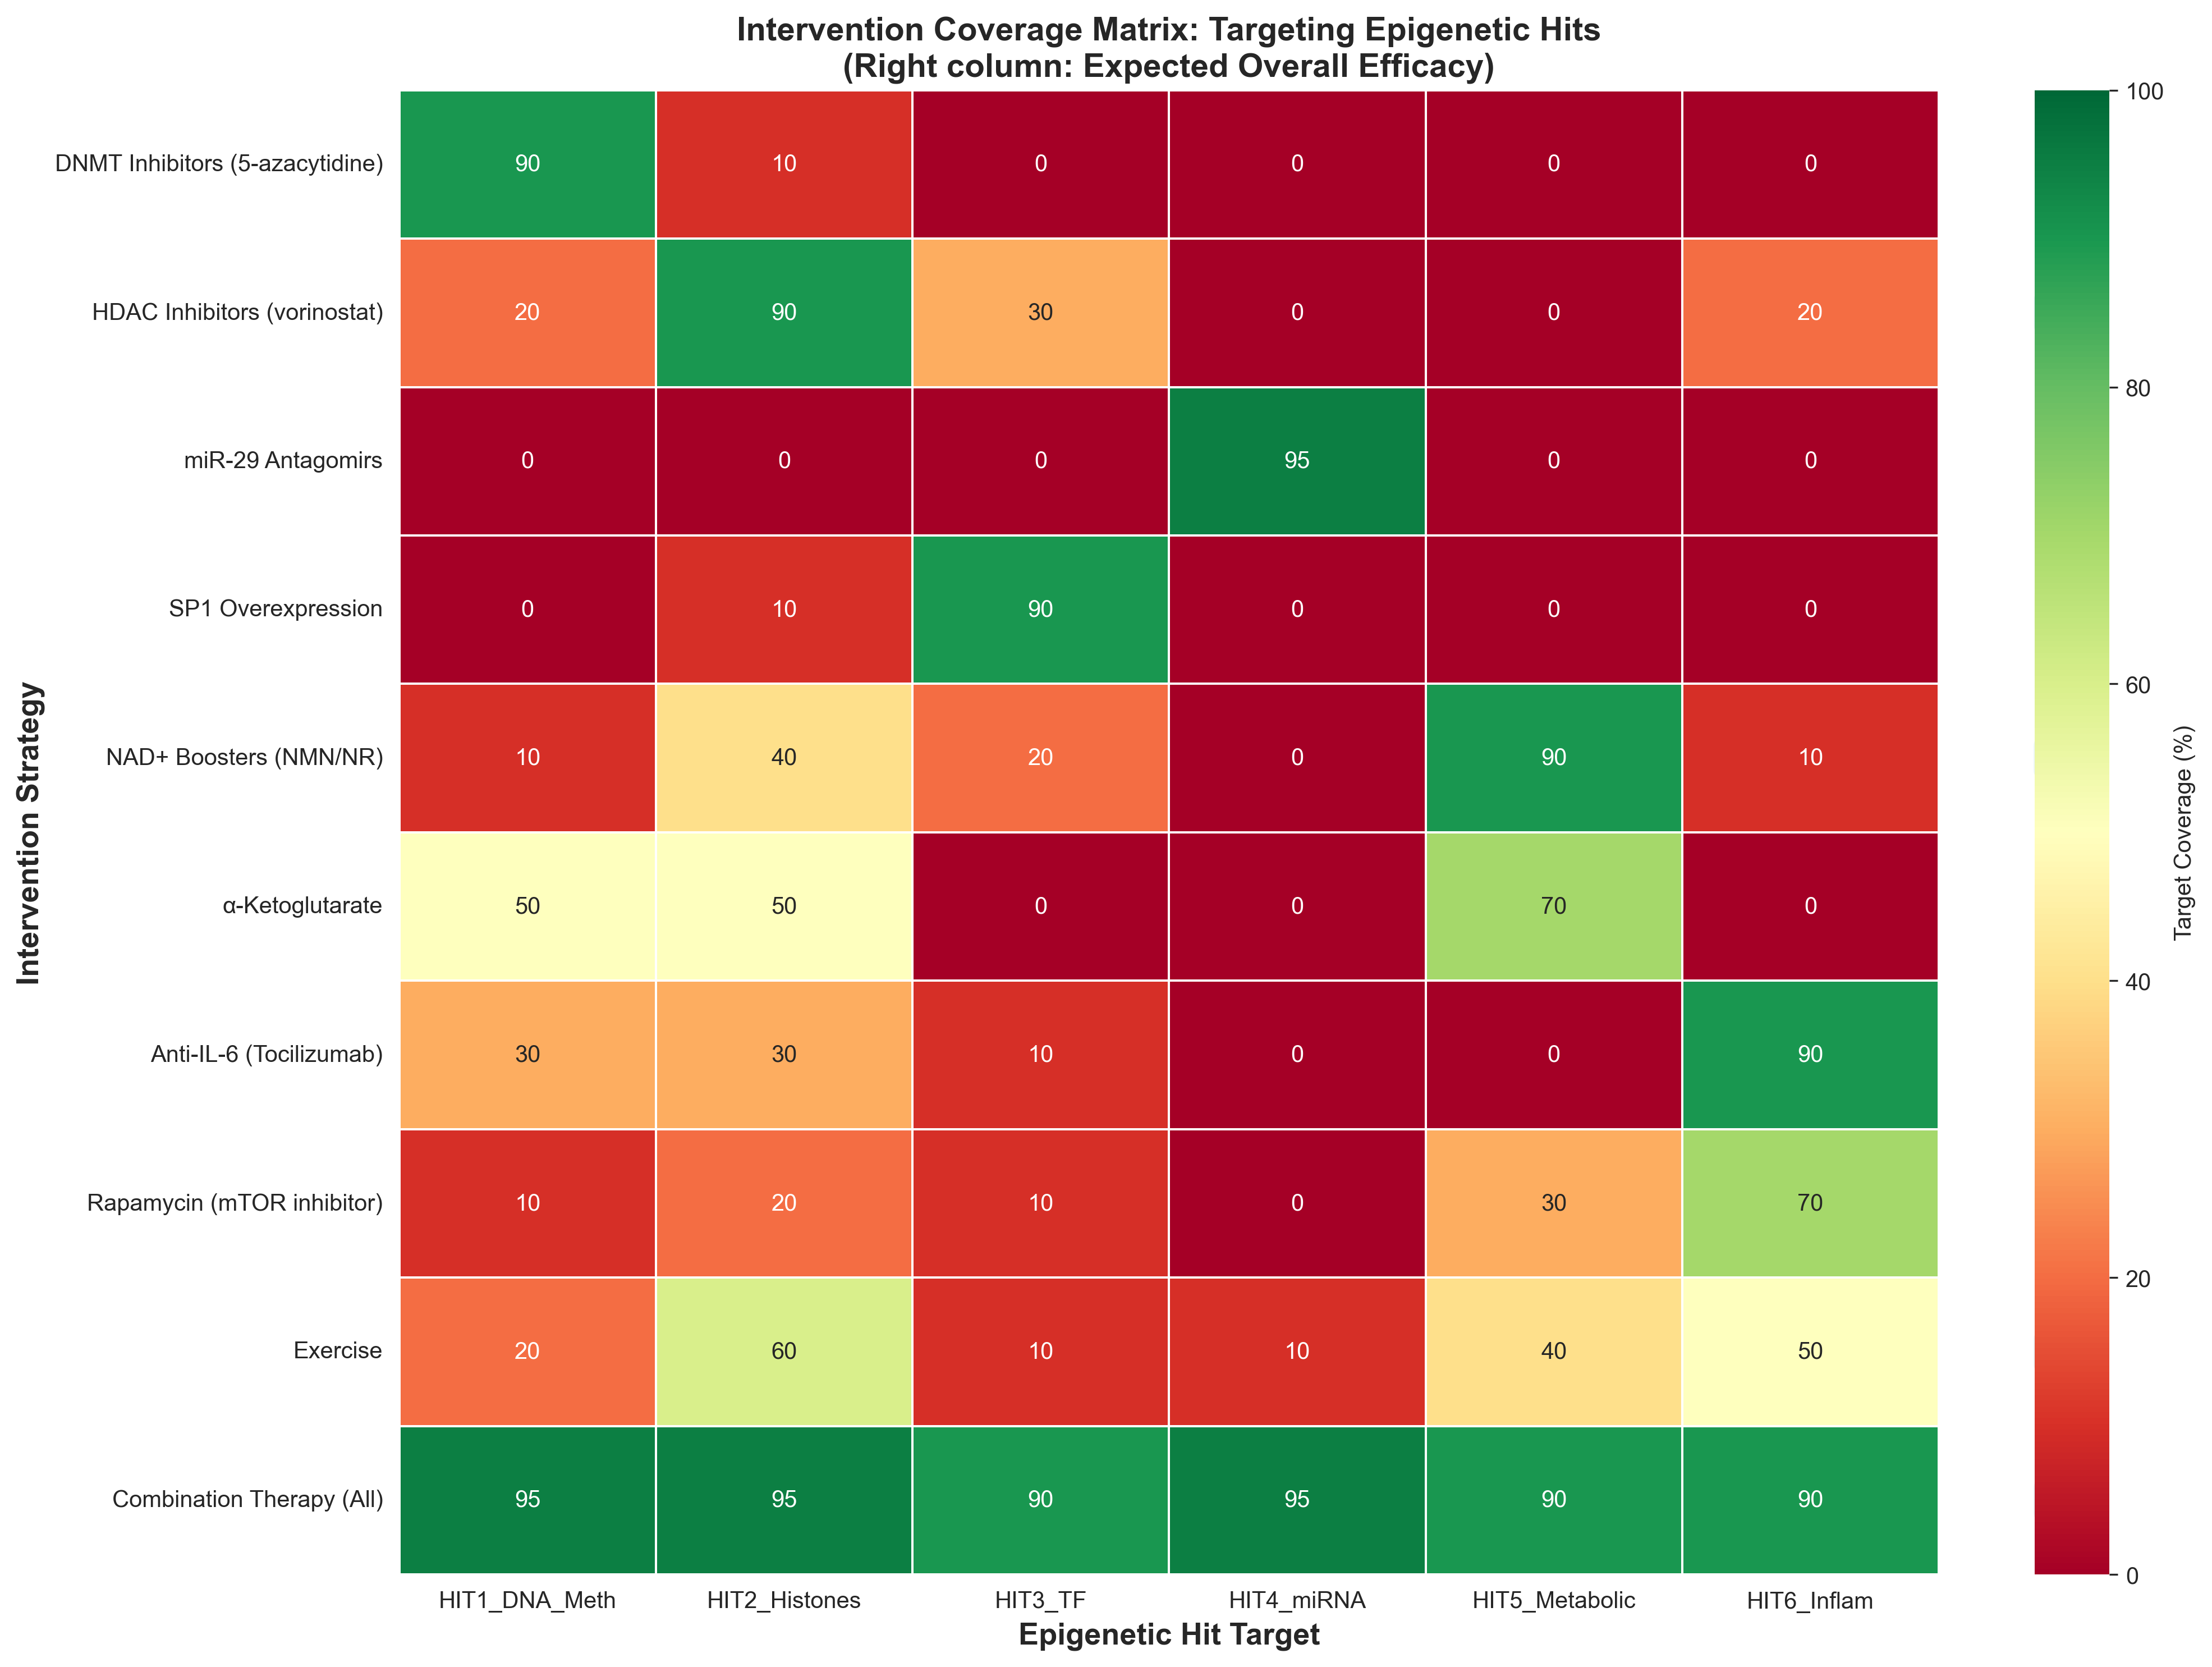 Intervention Coverage Matrix: Targeting Epigenetic Hits
(Right column: Expected Overall Efficacy)
Intervention Strategy
DNMT Inhibitors (5-azacytidine) 90 10 0 0 0 0
HDAC Inhibitors (vorinostat) 20 90 30 0 0 20
miR-29 Antagomirs 0 0 0 95 0 0
SP1 Overexpression 0 10 90 0 0 0
NAD+ Boosters (NMN/NR) 10 40 20 0 90 10
α-Ketoglutarate 50 50 0 0 70 0
Anti-IL-6 (Tocilizumab) 30 30 10 0 0 90
Rapamycin (mTOR inhibitor) 10 20 10 0 30 70
Exercise 20 60 10 10 40 50
Combination Therapy (All) 95 95 90 95 90 90
HIT1_DNA_Meth HIT2_Histones HIT3_TF HIT4_miRNA HIT5_Metabolic HIT6_Inflam
Epigenetic Hit Target
100
80
60
40
20
0
Target Coverage (%)